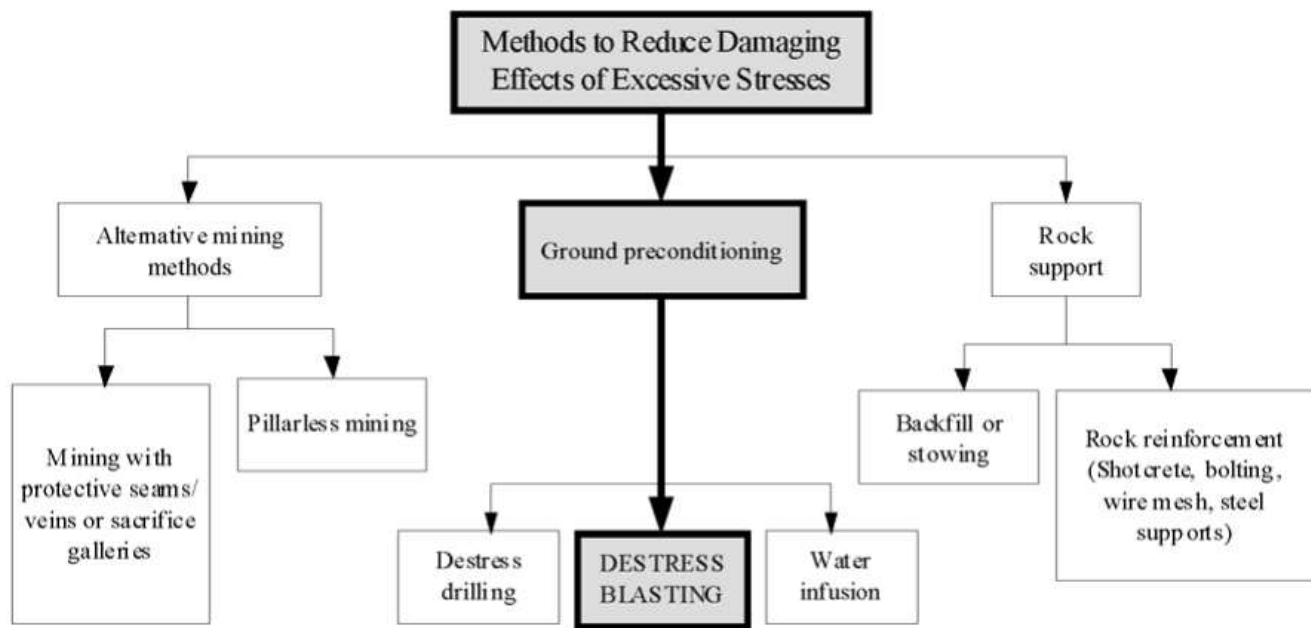 Methods to Reduce Damaging
Effects of Excessive Stresses
Alternative mining
methods
Ground preconditioning
Rock
support
Mining with
protective seams/
veins or sacrifice
galleries
Pillarless mining
Destress
drilling
DESTRESS
BLASTING
Water
infusion
Backfill or
stowing
Rock reinforcement
(Shotcrete, bolting,
wire mesh, steel
supports)